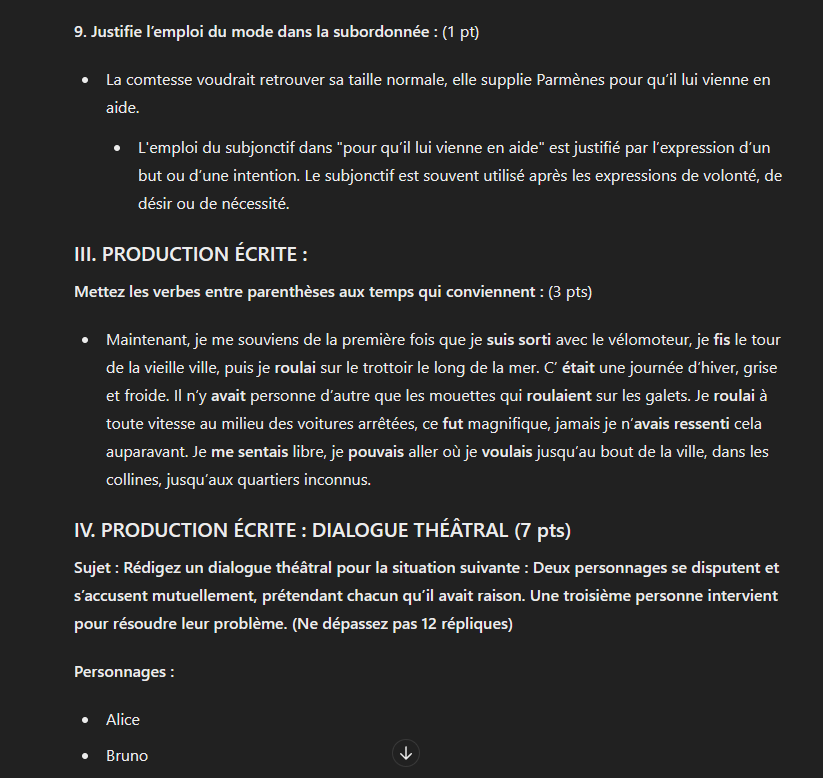 9. Justifie l’emploi du mode dans la subordonnée : (1 pt)
La comtesse voudrait retrouver sa taille normale, elle supplie Parmènes pour qu’il lui vienne en
aide.
L'emploi du subjonctif dans "pour qu’il lui vienne en aide" est justifié par l’expression d’un
but ou d’une intention. Le subjonctif est souvent utilisé après les expressions de volonté, de
désir ou de nécessité.
III. PRODUCTION ÉCRITE :
Mettez les verbes entre parenthèses aux temps qui conviennent : (3 pts)
Maintenant, je me souviens de la première fois que je suis sorti avec le vélomoteur, je fis le tour
de la vieille ville, puis je roulai sur le trottoir le long de la mer. C’ était une journée d’hiver, grise
et froide. Il n’y avait personne d’autre que les mouettes qui roulaient sur les galets. Je roulai à
toute vitesse au milieu des voitures arrêtées, ce fut magnifique, jamais je n’avais ressenti cela
auparavant. Je me sentais libre, je pouvais aller où je voulais jusqu’au bout de la ville, dans les
collines, jusqu’aux quartiers inconnus.
IV. PRODUCTION ÉCRITE : DIALOGUE THÉÂTRAL (7 pts)
Sujet : Rédigez un dialogue théâtral pour la situation suivante : Deux personnages se disputent et
s’accusent mutuellement, prétendant chacun qu’il avait raison. Une troisième personne intervient
pour résoudre leur problème. (Ne dépassez pas 12 répliques)
Personnages :
Alice
Bruno